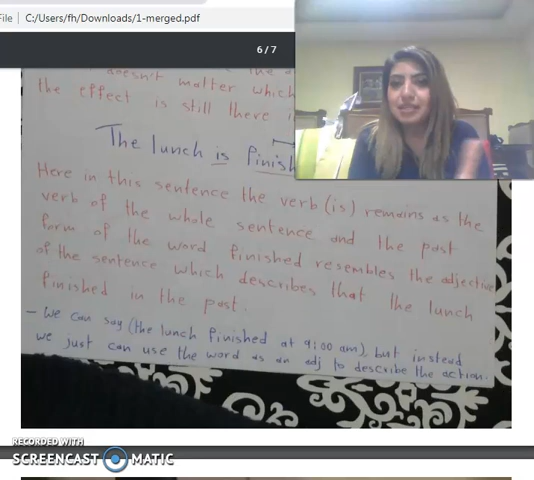 File C:/Users/fh/Downloads/1-merged.pdf
6/7
doesn't matter which
the effect is still there
The lunch is finish
Here in this sentence the verb (is) remains as the
verb of the whole sentence and the past
form of the word finished resembles the adjective
of the sentence which describes that the lunch
finished in the past.
- We can say (the lunch finished at 9:00 am), but instead
we just can use the word as an adj to describe the action.
RECORDED WITH
SCREENCAST MATIC